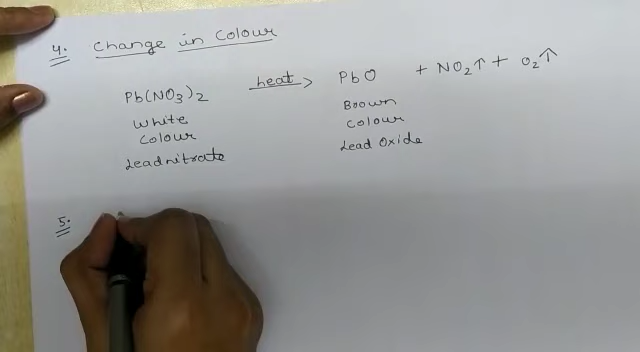 4. Change in Colour
Pb(NO3)2 heat > PbO + NO2↑ + O2↑
White Brown
Colour Colour
Lead nitrate Lead Oxide
5.